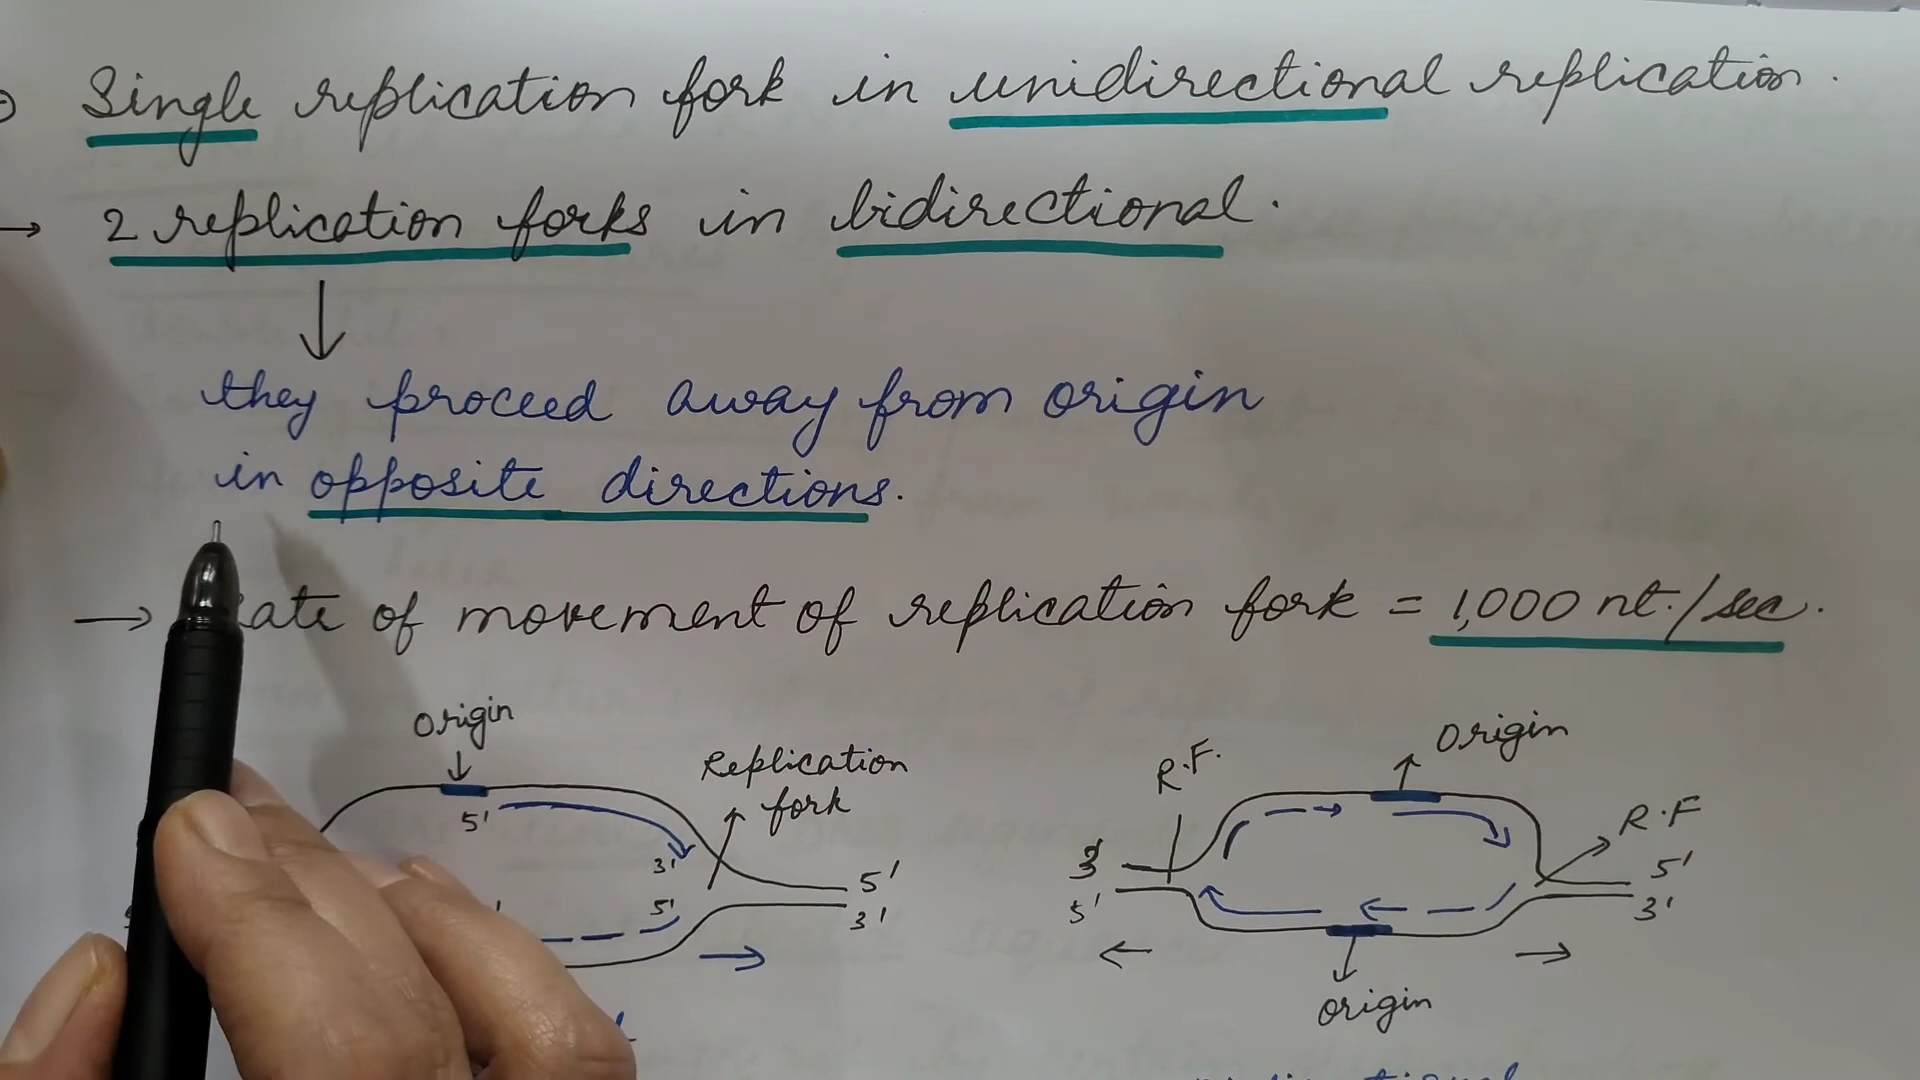 Single replication fork in unidirectional replication.
→ 2 replication forks in bidirectional.
↓
they proceed away from origin
in opposite directions.
→ ate of movement of replication fork = 1,000 nt./sec.
Origin
Replication
fork
5'
3'
5'
5'
3'
Origin
R.F.
R.F
3'
5'
5'
3'
origin